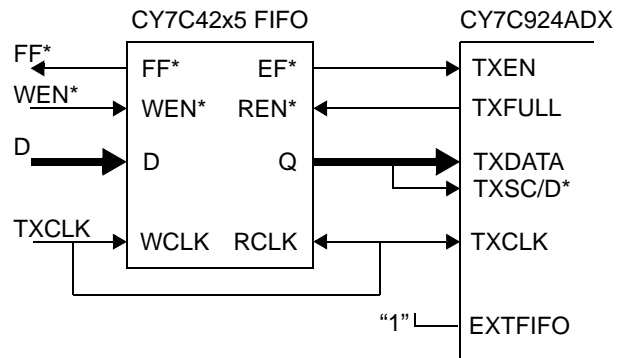 CY7C42x5 FIFO CY7C924ADX
FF* FF* EF* TXEN
WEN* WEN* REN* TXFULL
D D Q TXDATA
TXSC/D*
TXCLK WCLK RCLK TXCLK
“1” EXTFIFO